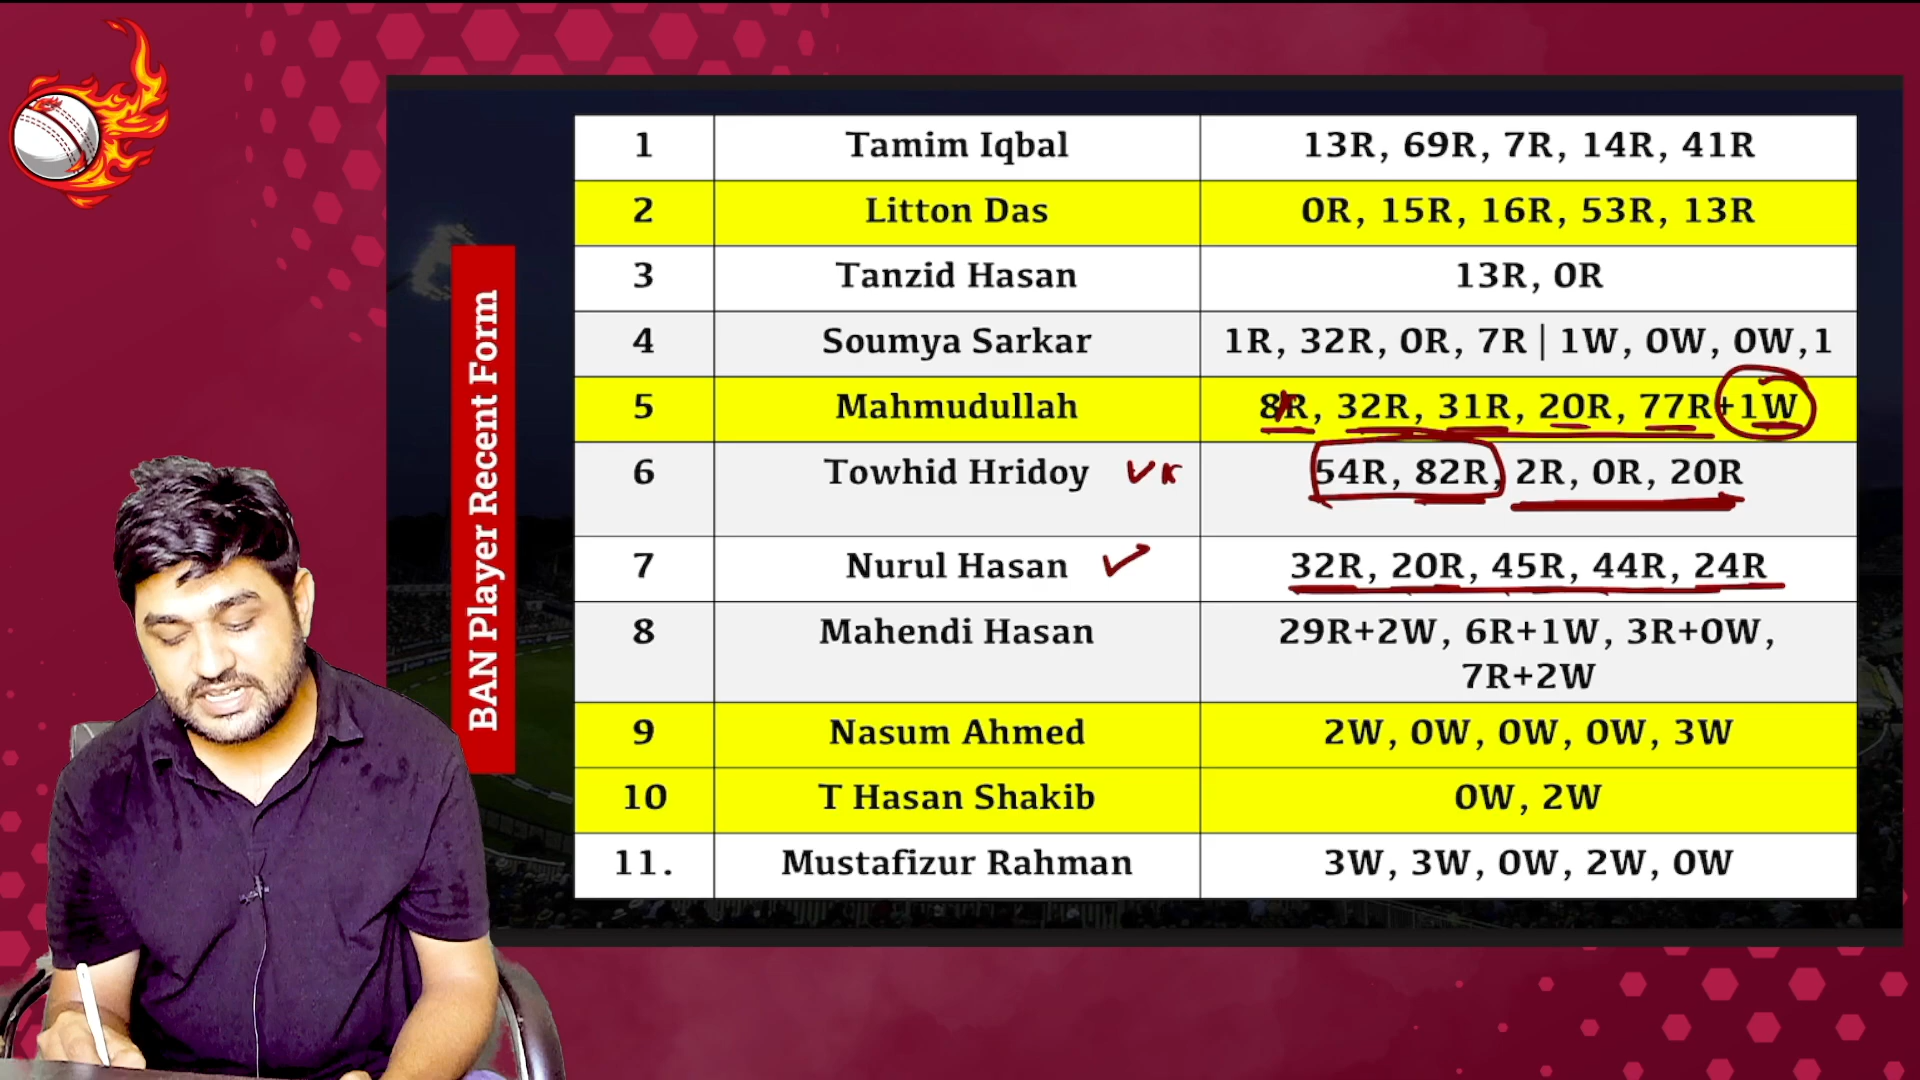 BAN Player Recent Form
1 Tamim Iqbal 13R, 69R, 7R, 14R, 41R
2 Litton Das 0R, 15R, 16R, 53R, 13R
3 Tanzid Hasan 13R, 0R
4 Soumya Sarkar 1R, 32R, 0R, 7R | 1W, 0W, 0W,1
5 Mahmudullah 8R, 32R, 31R, 20R, 77R+1W
6 Towhid Hridoy 54R, 82R, 2R, 0R, 20R
7 Nurul Hasan 32R, 20R, 45R, 44R, 24R
8 Mahendi Hasan 29R+2W, 6R+1W, 3R+0W,
7R+2W
9 Nasum Ahmed 2W, 0W, 0W, 0W, 3W
10 T Hasan Shakib 0W, 2W
11. Mustafizur Rahman 3W, 3W, 0W, 2W, 0W